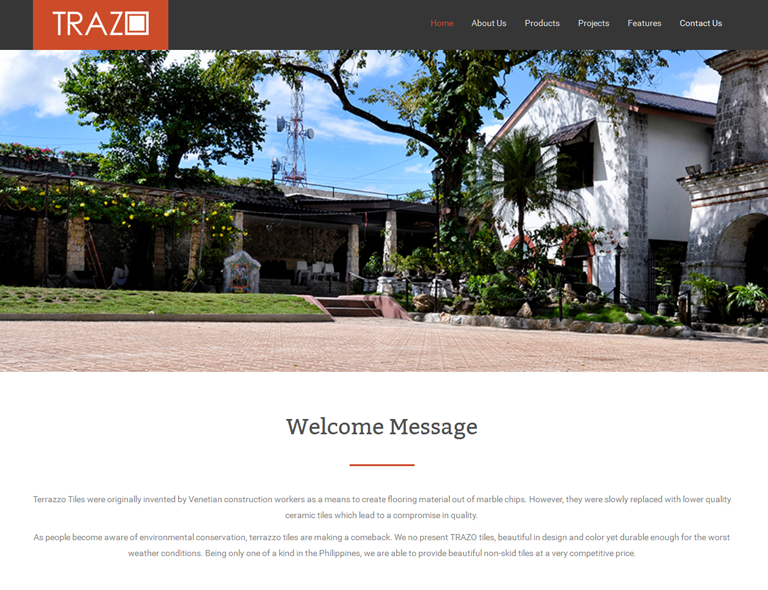 TRAZO
Home About Us Products Projects Features Contact Us
Welcome Message
Terrazzo Tiles were originally invented by Venetian construction workers as a means to create flooring material out of marble chips. However, they were slowly replaced with lower quality
ceramic tiles which lead to a compromise in quality.
As people become aware of environmental conservation, terrazzo tiles are making a comeback. We no present TRAZO tiles, beautiful in design and color yet durable enough for the worst
weather conditions. Being only one of a kind in the Philippines, we are able to provide beautiful non-skid tiles at a very competitive price.